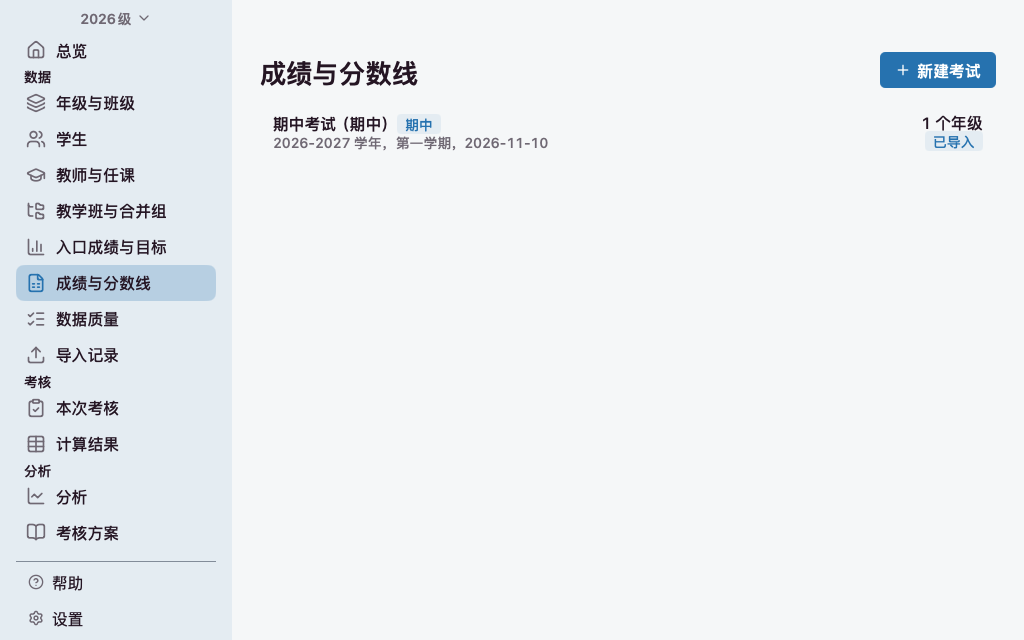 2026级
总览
数据
年级与班级
学生
教师与任课
教学班与合并组
入口成绩与目标
成绩与分数线
数据质量
导入记录
考核
本次考核
计算结果
分析
分析
考核方案
帮助
设置
成绩与分数线
新建考试
期中考试（期中） 期中
2026-2027 学年，第一学期，2026-11-10
1 个年级
已导入